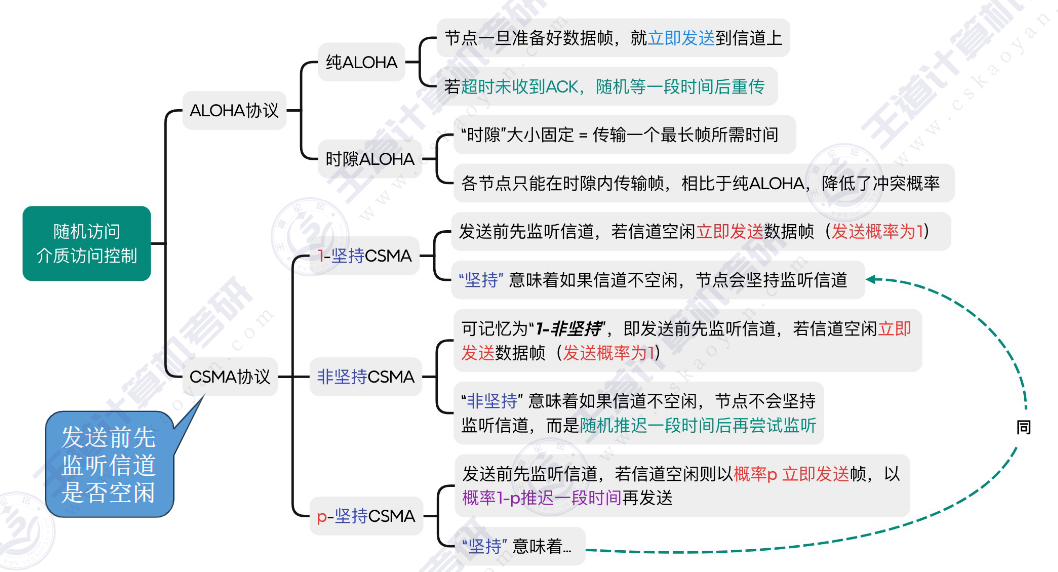 节点一旦准备好数据帧，就立即发送到信道上
纯ALOHA
若超时未收到ACK，随机等一段时间后重传
ALOHA协议
“时隙”大小固定 = 传输一个最长帧所需时间
时隙ALOHA
各节点只能在时隙内传输帧，相比于纯ALOHA，降低了冲突概率
随机访问
介质访问控制
发送前先监听信道，若信道空闲立即发送数据帧（发送概率为1）
1-坚持CSMA
“坚持” 意味着如果信道不空闲，节点会坚持监听信道
可记忆为“1-非坚持”，即发送前先监听信道，若信道空闲立即
发送数据帧（发送概率为1）
CSMA协议
非坚持CSMA
“非坚持” 意味着如果信道不空闲，节点不会坚持
监听信道，而是随机推迟一段时间后再尝试监听
同
发送前先
监听信道
是否空闲
发送前先监听信道，若信道空闲则以概率p 立即发送帧，以
概率1-p推迟一段时间再发送
p-坚持CSMA
“坚持” 意味着...
王道计算机考研
www.cskaoyan.com